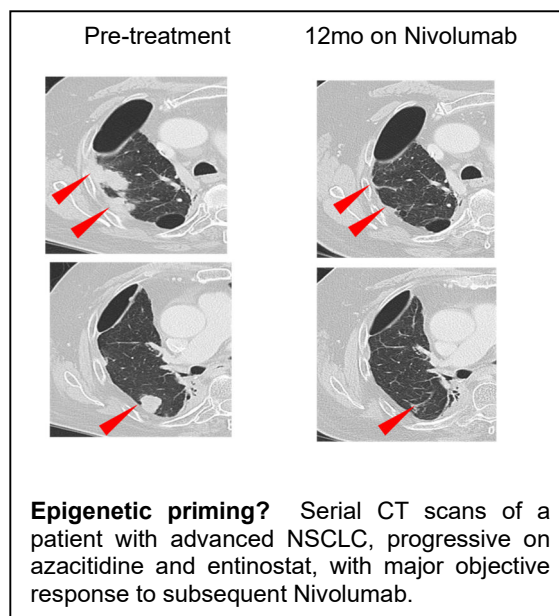 Pre-treatment 12mo on Nivolumab
Epigenetic priming? Serial CT scans of a
patient with advanced NSCLC, progressive on
azacitidine and entinostat, with major objective
response to subsequent Nivolumab.